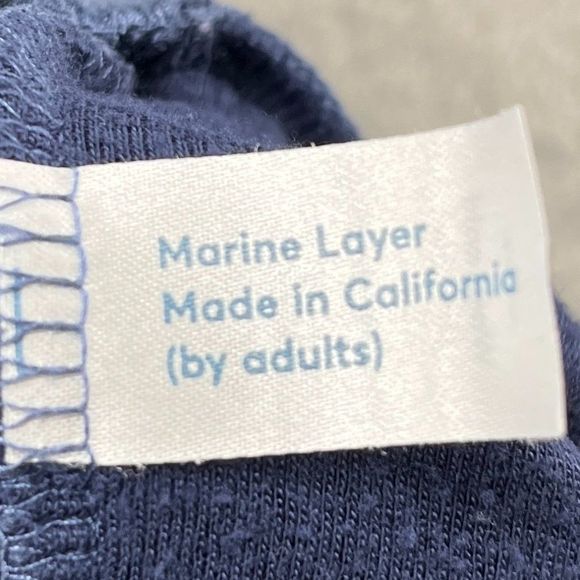 Marine Layer
Made in California
(by adults)